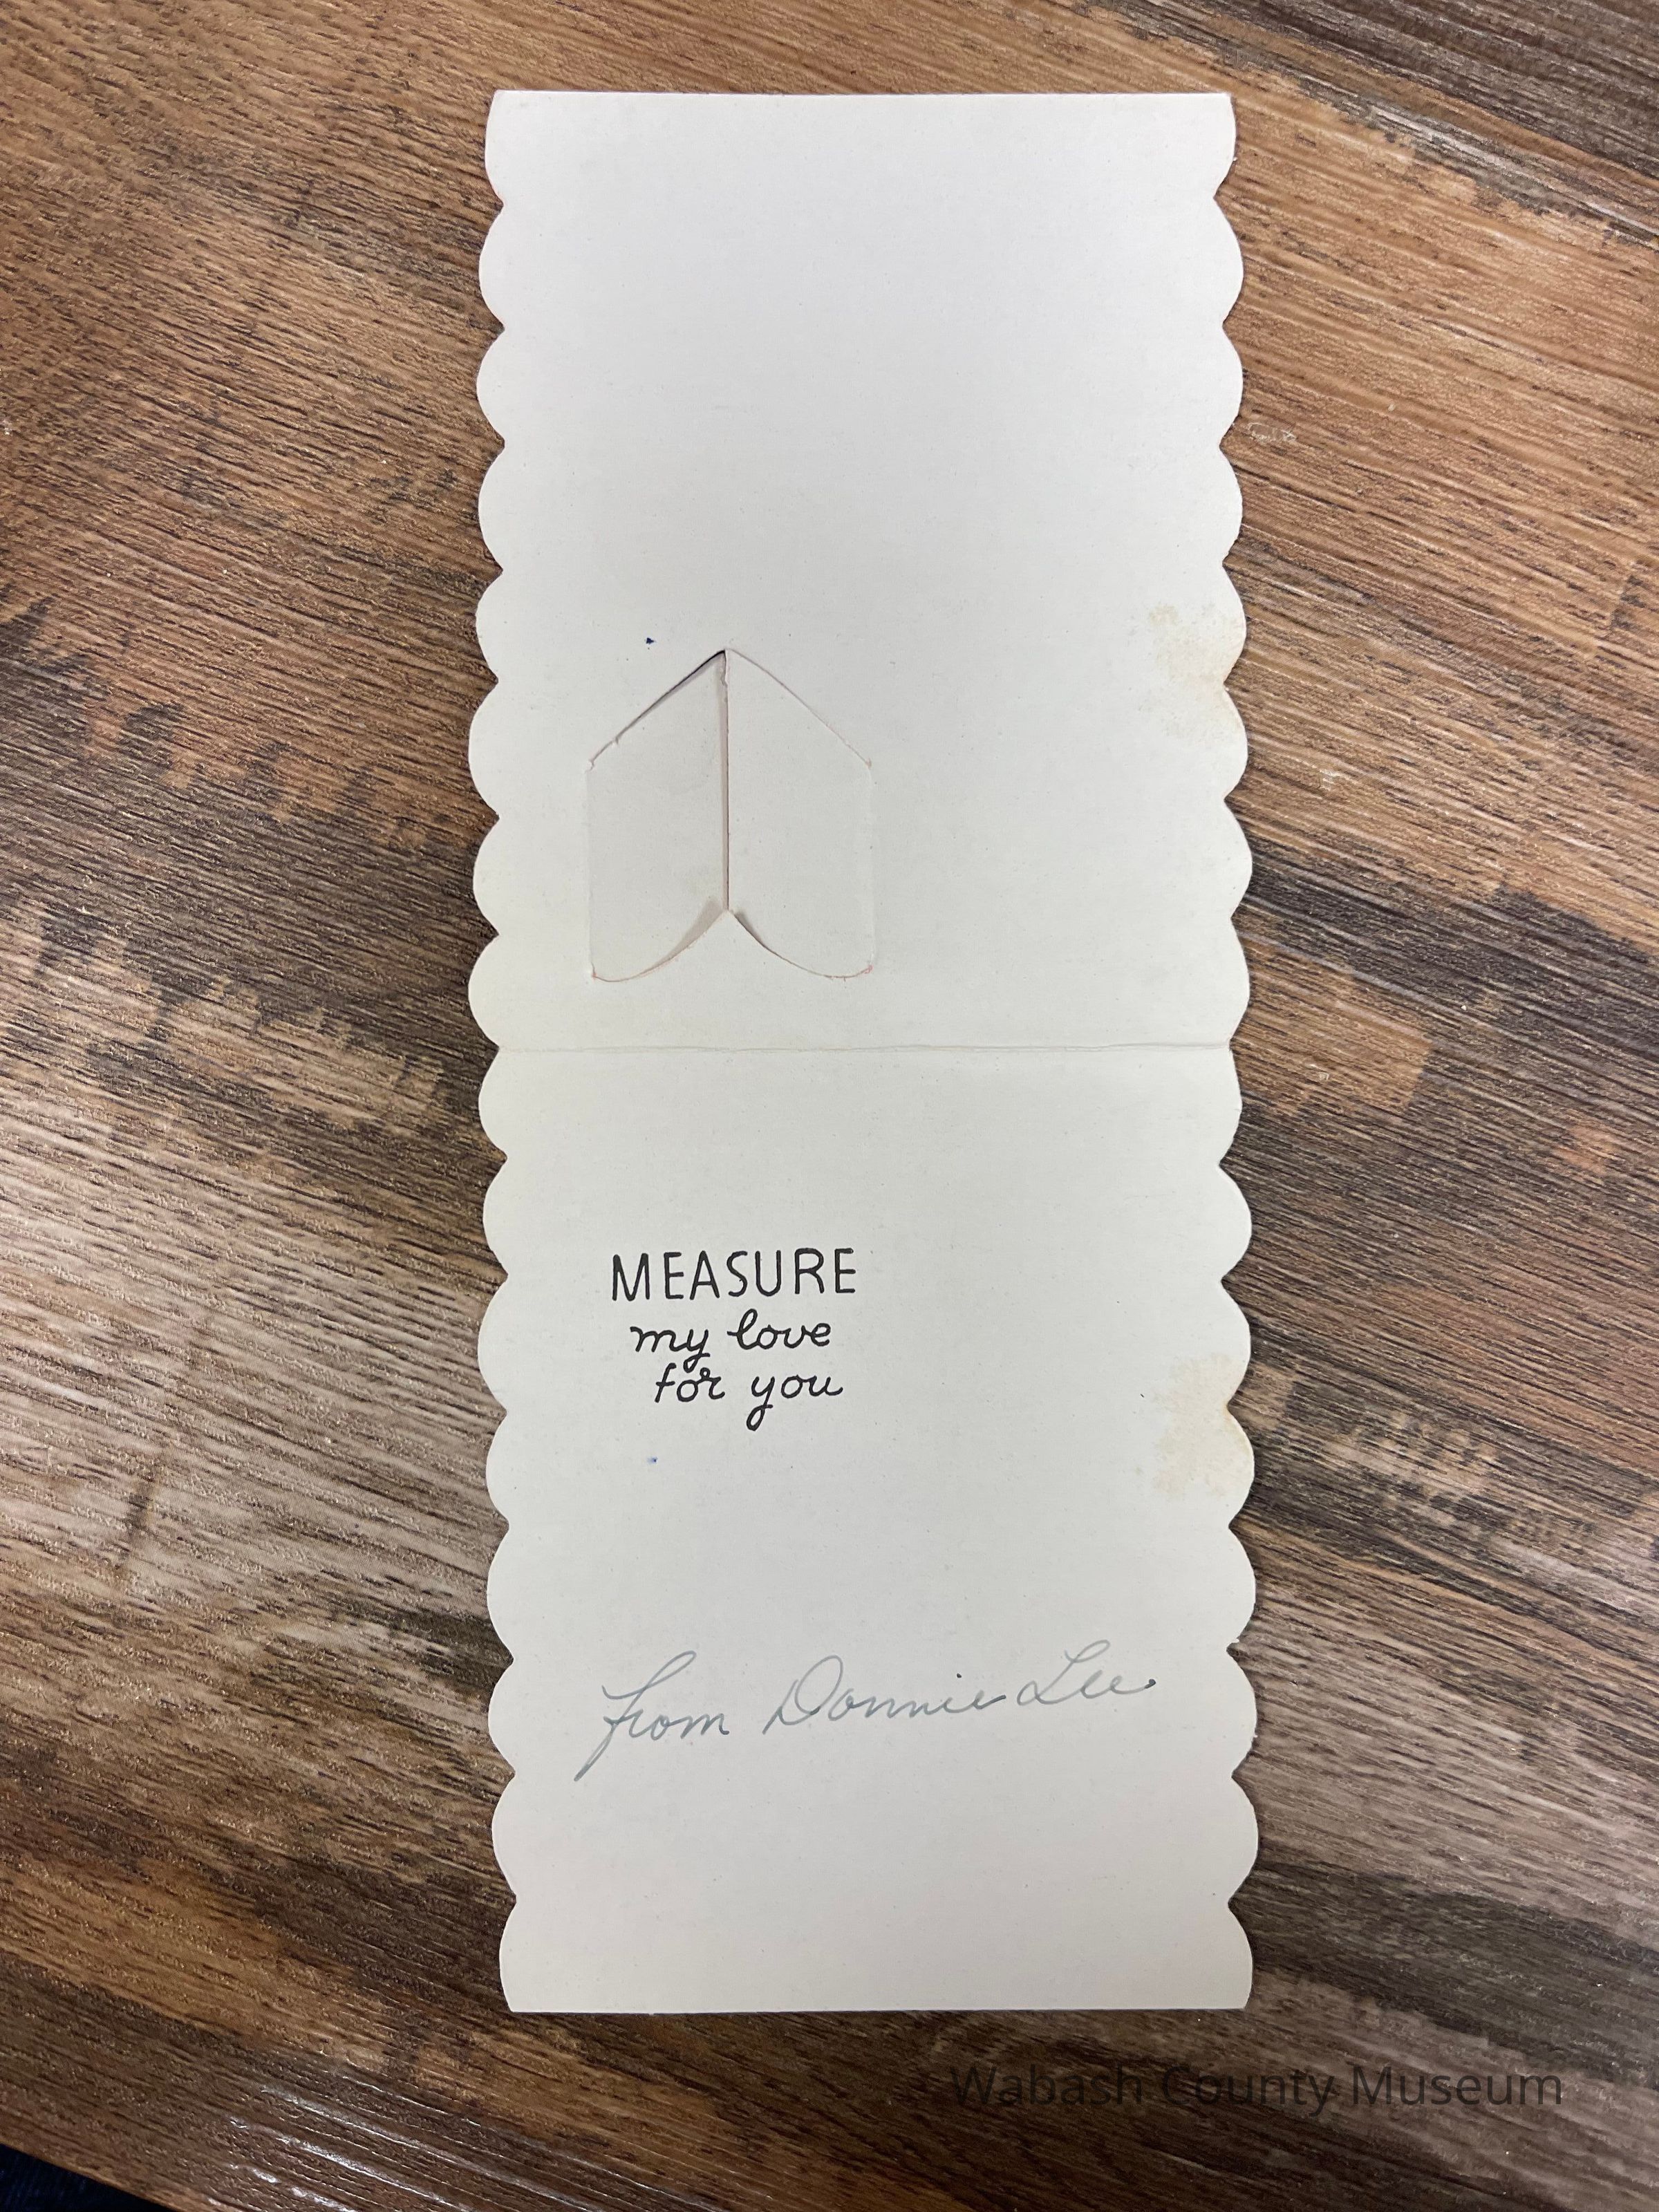 MEASURE
my love
for you
from Donnie Lee
Wabash County Museum